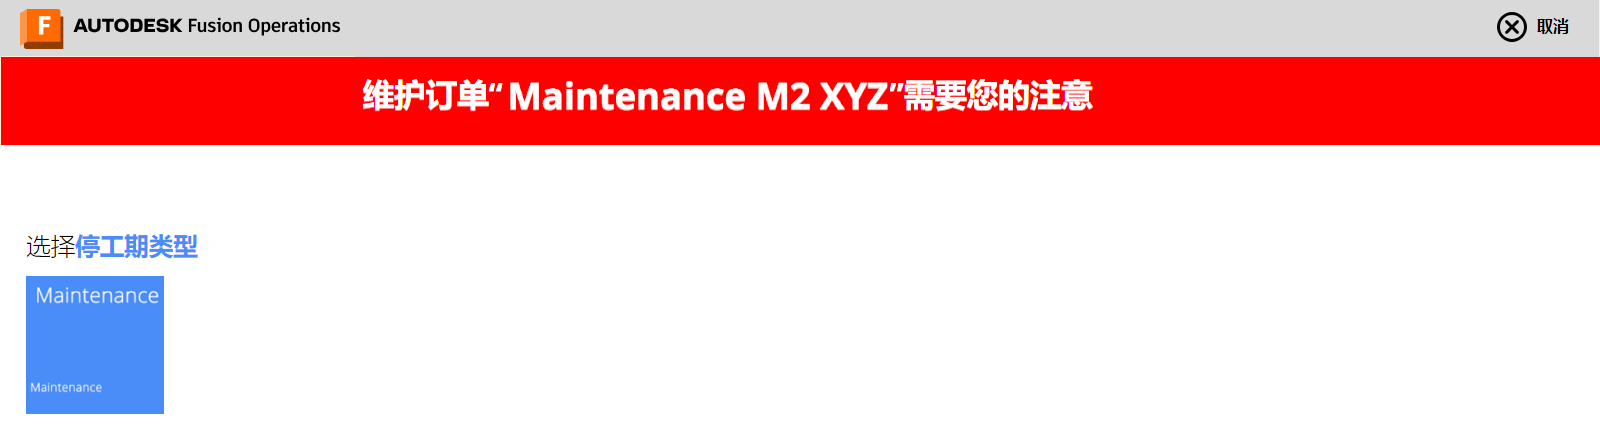 F AUTODESK Fusion Operations 取消
维护订单“Maintenance M2 XYZ”需要您的注意
选择停工期类型
Maintenance
Maintenance